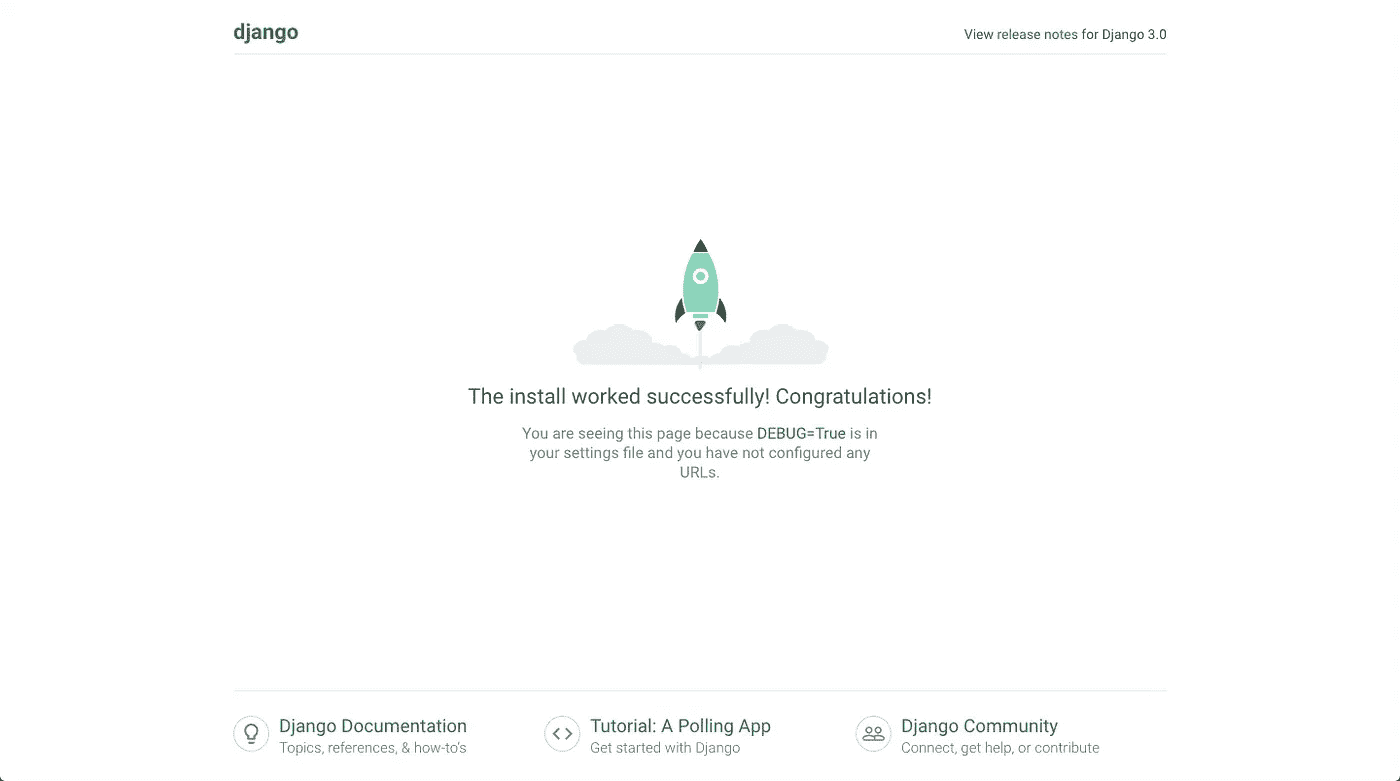 django
View release notes for Django 3.0
The install worked successfully! Congratulations!
You are seeing this page because DEBUG=True is in
your settings file and you have not configured any
URLs.
Django Documentation
Topics, references, & how-to's
Tutorial: A Polling App
Get started with Django
Django Community
Connect, get help, or contribute